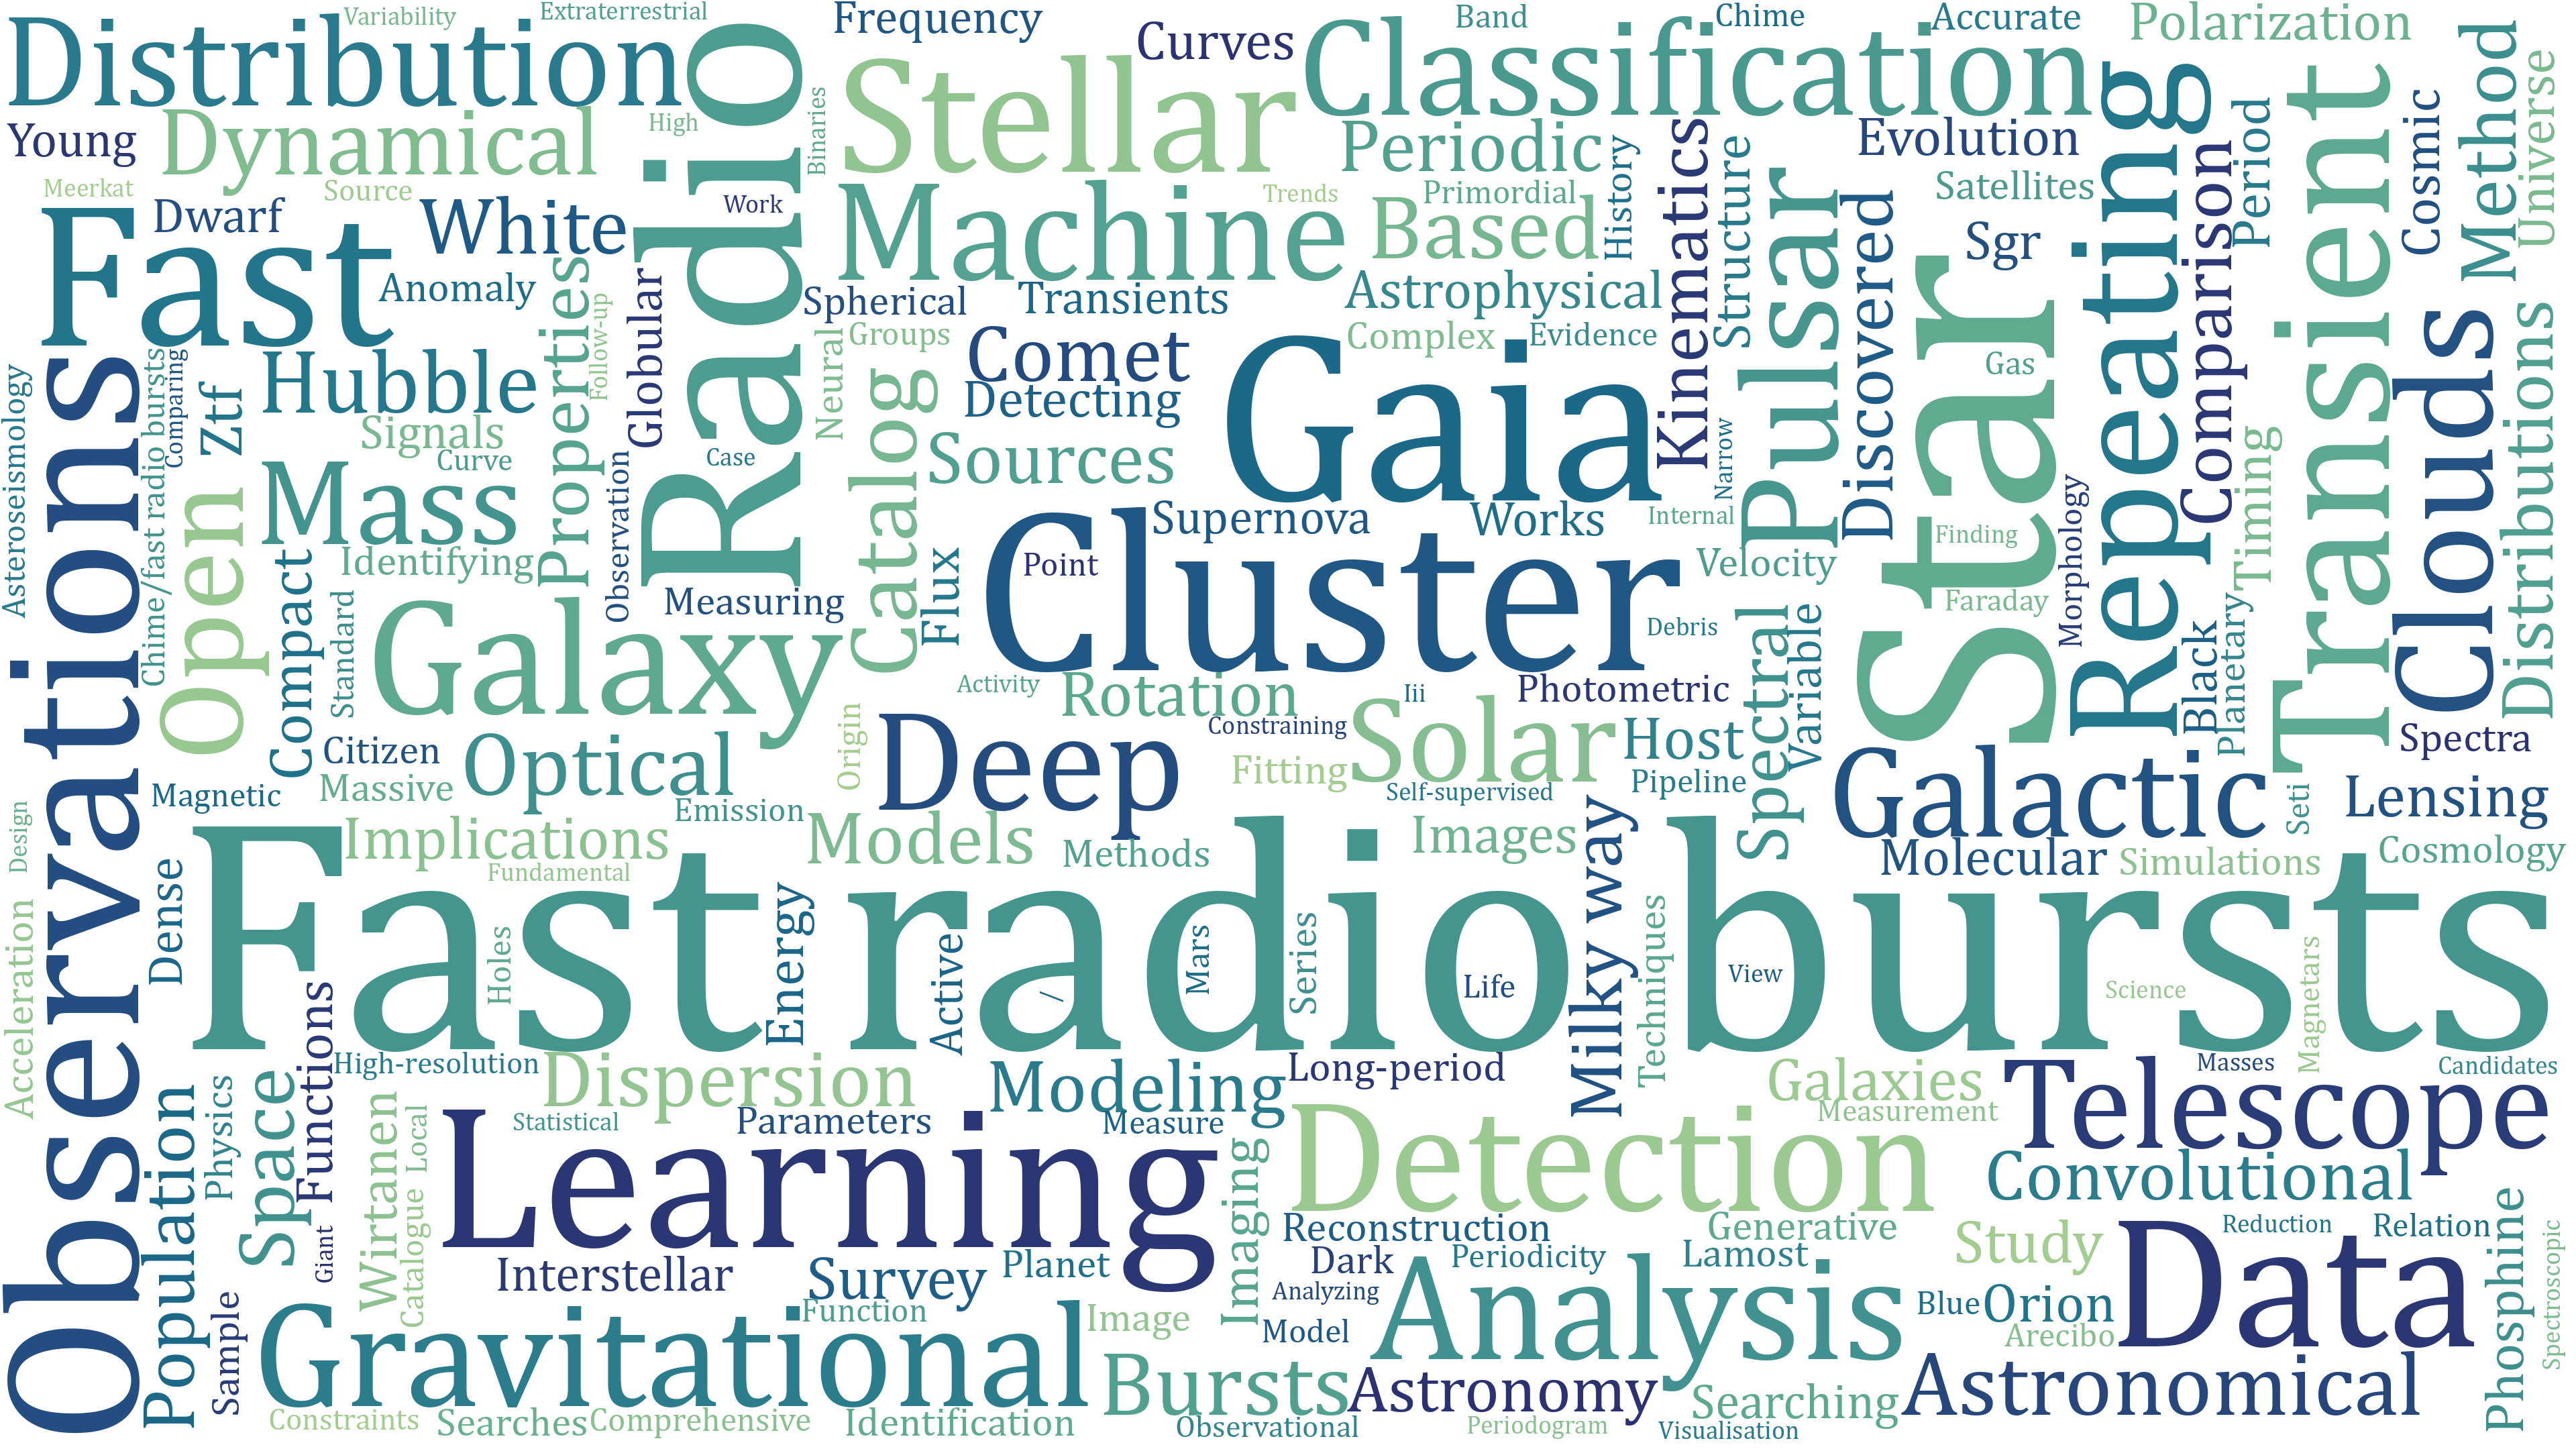 Distribution
Variability
Extraterrestrial
Radio
Frequency
Curves
Stellar
Classification
Band
Chime
Accurate
Polarization
Method
Universe
Young
Dynamical
High
Binaries
Periodic
History
Kinematics
Structure
Evolution
Repeating
Period
Transient
Cosmic
Meerkat
Source
Fast
Dwarf
White
Work
Machine
Trends
Primordial
Based
Pulsar
Discovered
Satellites
Sgr
Comparison
Anomaly
Properties
Follow-up
Globular
Spherical
Transients
Astrophysical
Star
Groups
Complex
Evidence
Neural
Comet
Detecting
Gaia
Gas
Clouds
Distributions
Observations
Asteroseismology
Chime/fast radio bursts
Comparing
Ztf
Hubble
Signals
Curve
Case
Catalog
Sources
Narrow
Timing
Open
Mass
Observation
Cluster
Supernova
Works
Internal
Morphology
Finding
Compact
Identifying
Flux
Point
Velocity
Standard
Galaxy
Measuring
Debris
Spectral
Variable
Faraday
Black
Planetary
Activity
Rotation
Iii
Photometric
Constraining
Solar
Host
Spectra
Citizen
Optical
Origin
Deep
Fitting
Pipeline
Galactic
Magnetic
Massive
Self-supervised
Seti
Lensing
Emission
Design
Dense
Implications
Models
Methods
Images
Milky way
Molecular
Simulations
Cosmology
Fundamental
Fast radio bursts
Acceleration
Holes
Energy
Active
/
Mars
Series
Life
Techniques
View
Science
Magnetars
Functions
High-resolution
Dispersion
Modeling
Long-period
Galaxies
Telescope
Masses
Candidates
Population
Physics
Space
Wirtanen
Local
Statistical
Parameters
Measure
Detection
Measurement
Learning
Imaging
Convolutional
Giant
Catalogue
Reconstruction
Generative
Study
Data
Reduction
Relation
Phosphine
Spectroscopic
Interstellar
Survey
Planet
Dark
Periodicity
Lamost
Sample
Gravitational
Function
Image
Analyzing
Model
Analysis
Blue
Orion
Arecibo
Bursts
Astronomy
Searching
Astronomical
Constraints
Searches
Comprehensive
Identification
Observational
Periodogram
Visualisation